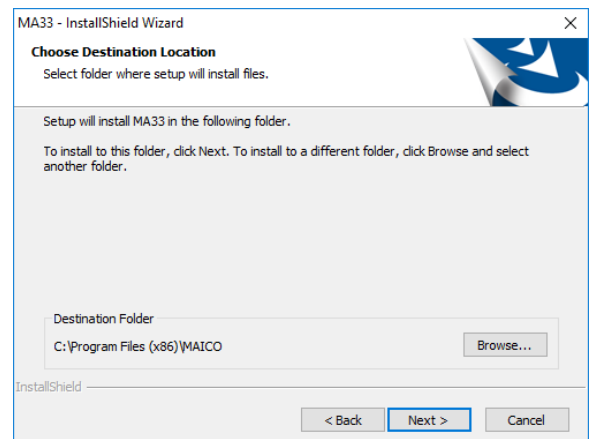 MA33 - InstallShield Wizard
Choose Destination Location
Select folder where setup will install files.
Setup will install MA33 in the following folder.
To install to this folder, click Next. To install to a different folder, click Browse and select
another folder.
Destination Folder
C:\Program Files (x86)\MAICO
Browse...
InstallShield
< Back
Next >
Cancel